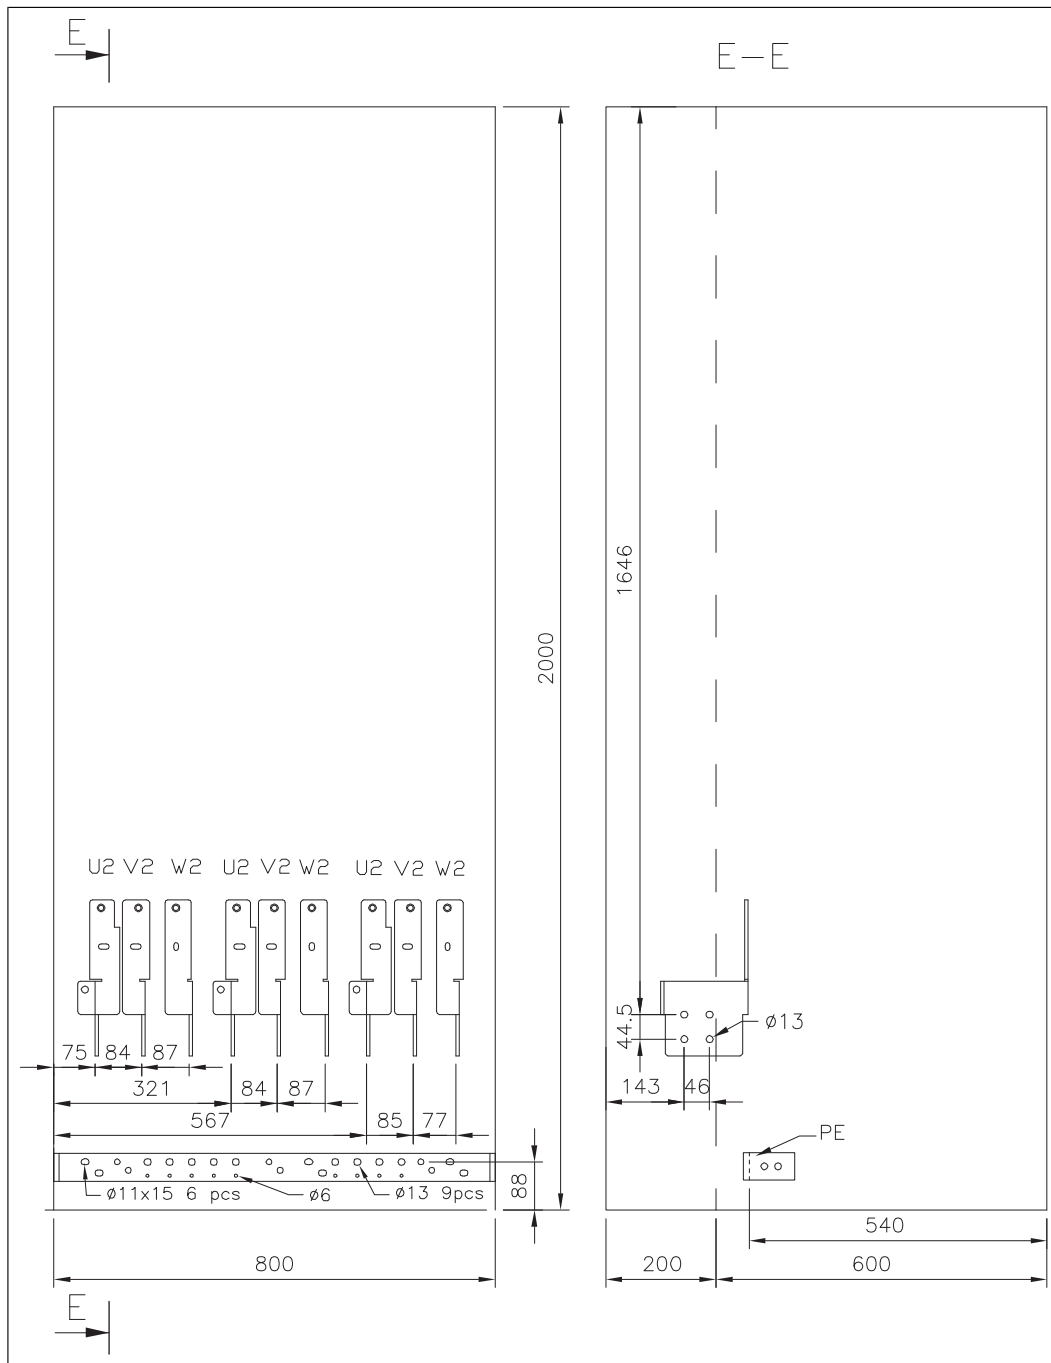 E
E-E
1646
2000
U2 V2 W2 U2 V2 W2 U2 V2 W2
44.5
ø13
75 84 87
143 46
321 84 87
567 85 77
PE
88
ø11x15 6 pcs ø6 ø13 9pcs
540
800 200 600
E